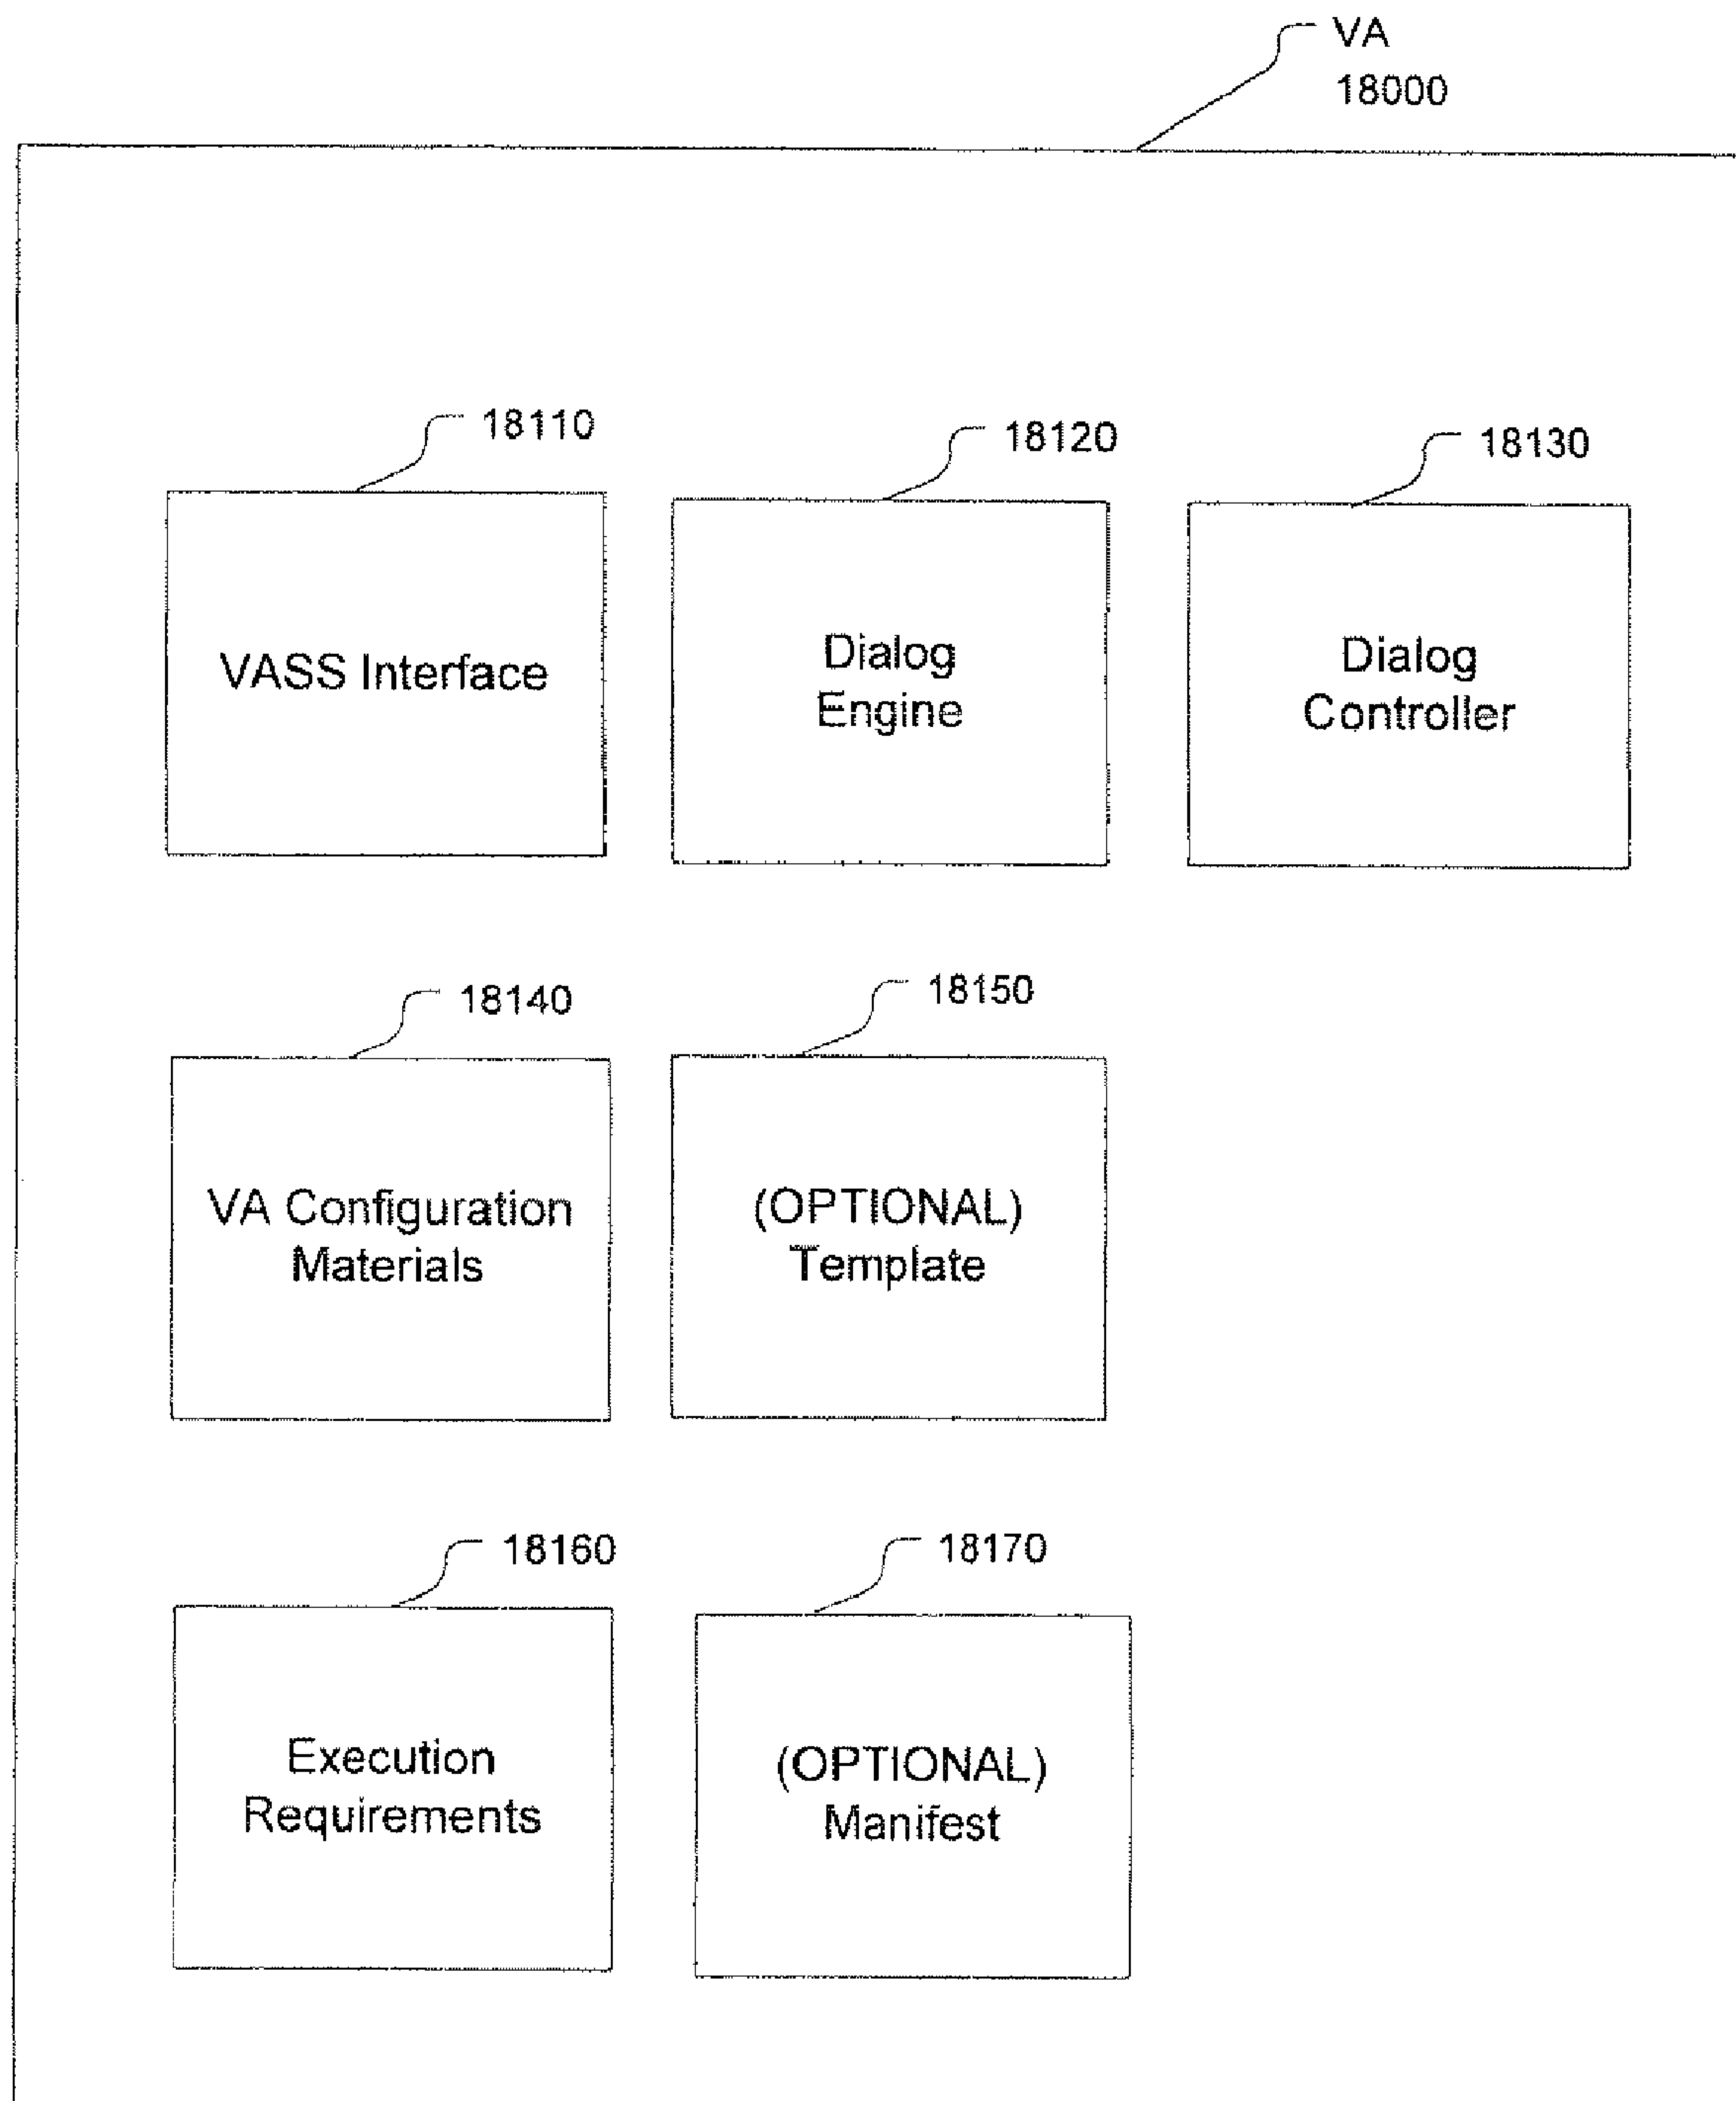 VA
18000
18110
18120
18130
VASS Interface
Dialog
Engine
Dialog
Controller
18140
18150
VA Configuration
Materials
(OPTIONAL)
Template
18160
18170
Execution
Requirements
(OPTIONAL)
Manifest